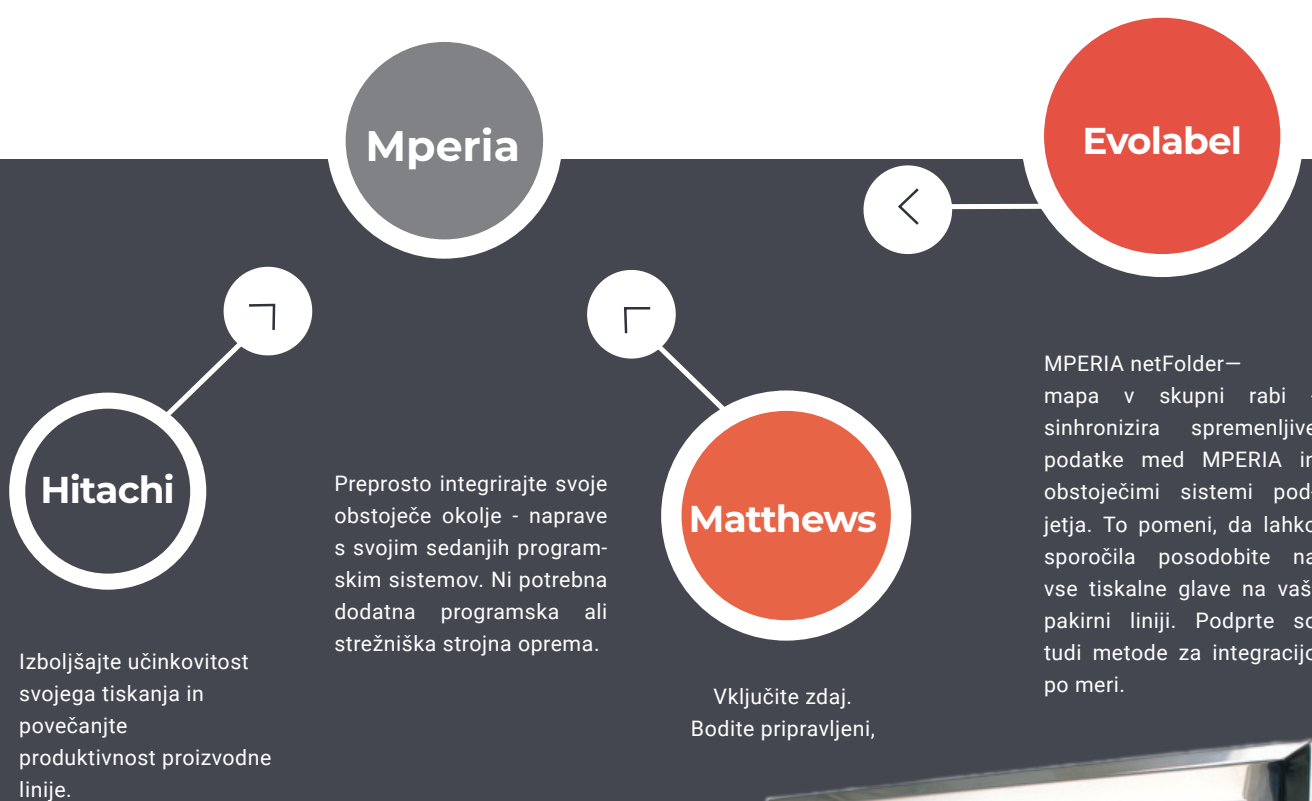 Mperia
Evolabel
Hitachi
Izboljšajte učinkovitost
svojega tiskanja in
povečanjte
produktivnost proizvodne
linije.
Preprosto integrirajte svoje
obstoječe okolje - naprave
s svojim sedanjih program-
skim sistemov. Ni potrebna
dodatna programska ali
strežniška strojna oprema.
Matthews
Vključite zdaj.
Bodite pripravljeni,
MPERIA netFolder—
mapa v skupni rabi -
sinhronizira spremenljive
podatke med MPERIA in
obstoječimi sistemi pod-
jetja. To pomeni, da lahko
sporočila posodobite na
vse tiskalne glave na vaši
pakirni liniji. Podprte so
tudi metode za integracijo
po meri.